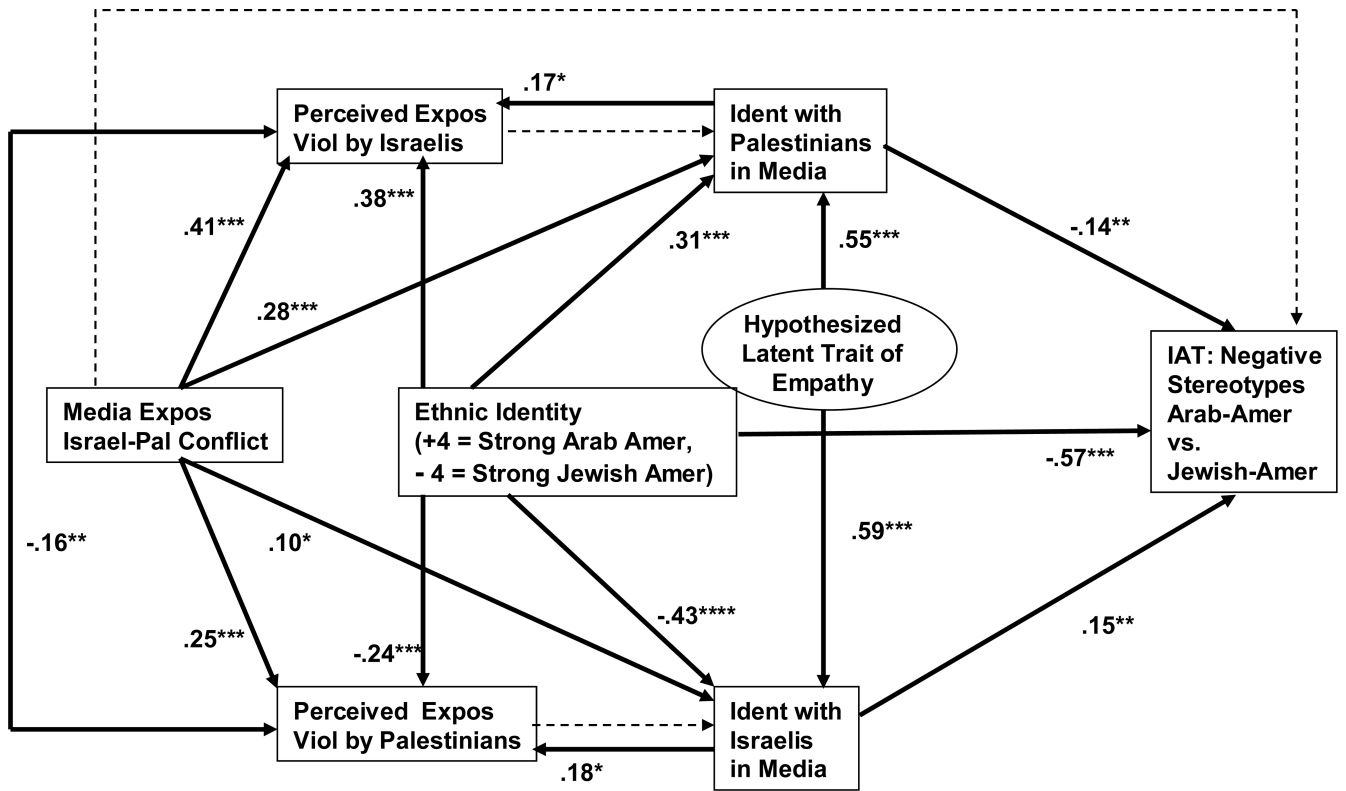 .17*
Perceived Expos
Viol by Israelis
Ident with
Palestinians
in Media
.38***
.41***
.31***
.55***
-.14**
.28***
Hypothesized
Latent Trait of
Empathy
IAT: Negative
Stereotypes
Arab-Amer
vs.
Jewish-Amer
Media Expos
Israel-Pal Conflict
Ethnic Identity
(+4 = Strong Arab Amer,
- 4 = Strong Jewish Amer)
-.57***
-.16**
.10*
.59***
-.43****
.25***
-.24***
.15**
Perceived Expos
Viol by Palestinians
Ident with
Israelis
in Media
.18*